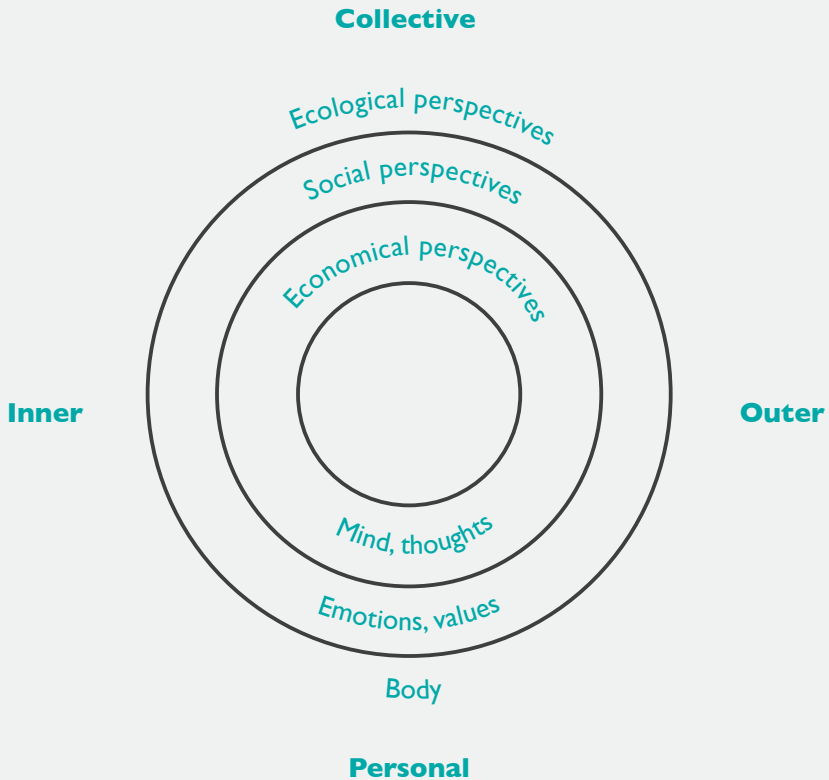 Collective
Ecological perspectives
Social perspectives
Economical perspectives
Inner
Outer
Mind, thoughts
Emotions, values
Body
Personal